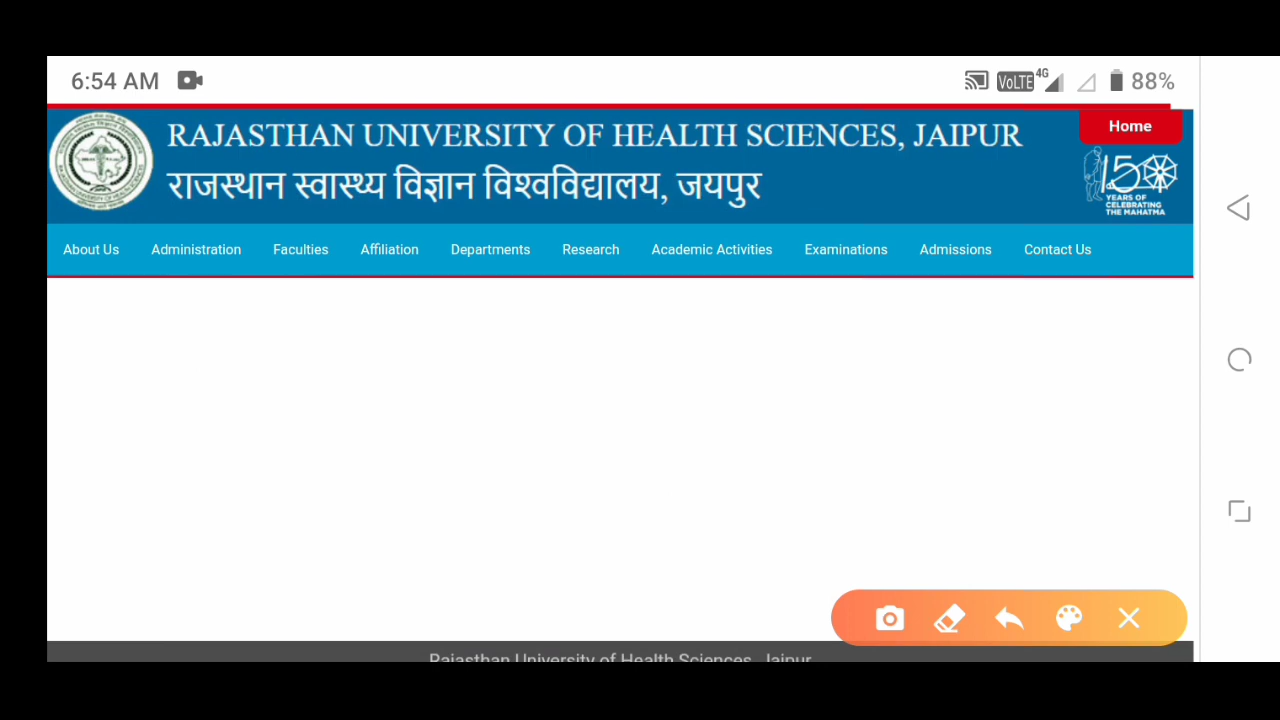 6:54 AM VoLTE 4G 88%
Home
RAJASTHAN UNIVERSITY OF HEALTH SCIENCES, JAIPUR
राजस्थान स्वास्थ्य विज्ञान विश्वविद्यालय, जयपुर
150
YEARS OF
CELEBRATING
THE MAHATMA
About Us Administration Faculties Affiliation Departments Research Academic Activities Examinations Admissions Contact Us
Rajasthan University of Health Sciences, Jaipur